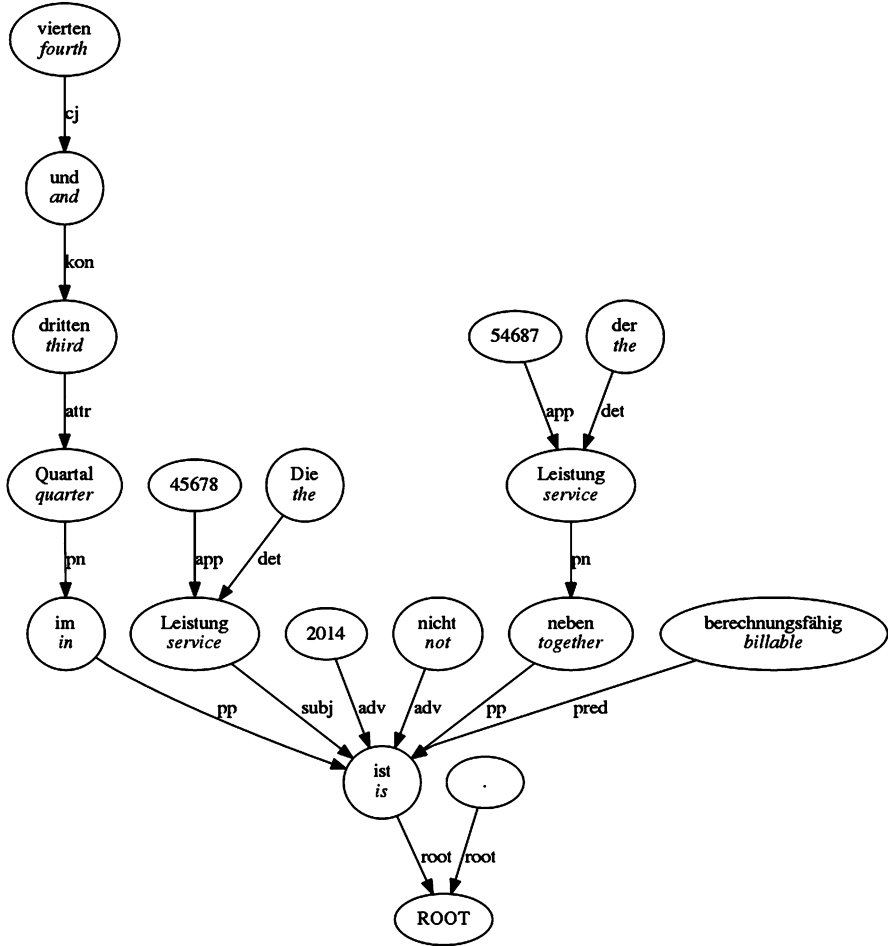 vierten
fourth
cj
und
and
kon
dritten
third
54687
der
the
attr
app
det
Quartal
quarter
45678
Die
the
Leistung
service
pn
app
det
pn
im
in
Leistung
service
2014
nicht
not
neben
together
berechnungsfähig
billable
pp
subj
adv
adv
pp
pred
ist
is
.
root
root
ROOT